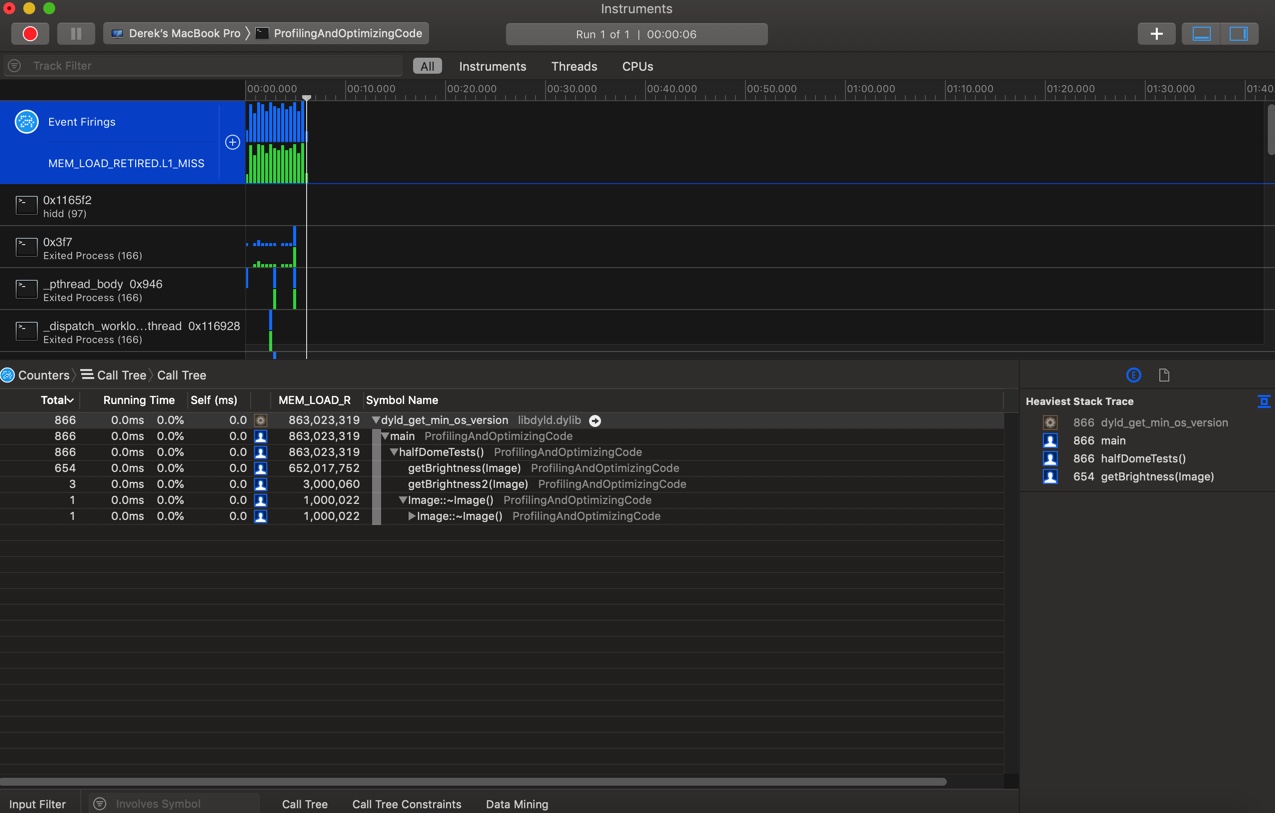 Instruments
Derek's MacBook Pro ProfilingAndOptimizingCode Run 1 of 1 | 00:00:06
Track Filter All Instruments Threads CPUs
00:00.000 00:10.000 00:20.000 00:30.000 00:40.000 00:50.000 01:00.000 01:10.000 01:20.000 01:30.000 01:40
Event Firings
MEM_LOAD_RETIRED.L1_MISS
0x1165f2
hidd (97)
0x3f7
Exited Process (166)
_pthread_body 0x946
Exited Process (166)
_dispatch_worklo...thread 0x116928
Exited Process (166)
Counters Call Tree Call Tree
Total Running Time Self (ms) MEM_LOAD_R Symbol Name
866 0.0ms 0.0% 0.0 863,023,319 dyld_get_min_os_version libdyld.dylib
866 0.0ms 0.0% 0.0 863,023,319 main ProfilingAndOptimizingCode
866 0.0ms 0.0% 0.0 863,023,319 halfDomeTests() ProfilingAndOptimizingCode
654 0.0ms 0.0% 0.0 652,017,752 getBrightness(Image) ProfilingAndOptimizingCode
3 0.0ms 0.0% 0.0 3,000,060 getBrightness2(Image) ProfilingAndOptimizingCode
1 0.0ms 0.0% 0.0 1,000,022 Image::~Image() ProfilingAndOptimizingCode
1 0.0ms 0.0% 0.0 1,000,022 Image::~Image() ProfilingAndOptimizingCode
E
Heaviest Stack Trace
866 dyld_get_min_os_version
866 main
866 halfDomeTests()
654 getBrightness(Image)
Input Filter Involves Symbol Call Tree Call Tree Constraints Data Mining